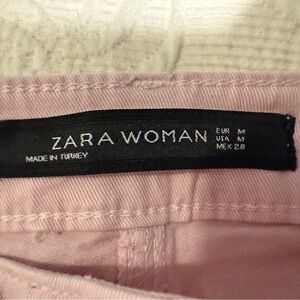 ZARA WOMAN
EUR M
USA M
MEX 28
MADE IN TURKEY